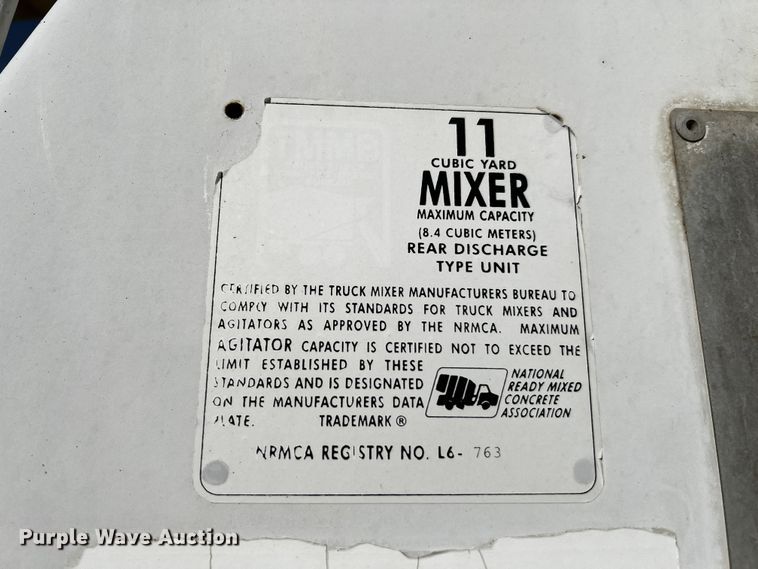 11
CUBIC YARD
MIXER
MAXIMUM CAPACITY
(8.4 CUBIC METERS)
REAR DISCHARGE
TYPE UNIT
CERTIFIED BY THE TRUCK MIXER MANUFACTURERS BUREAU TO
COMPLY WITH ITS STANDARDS FOR TRUCK MIXERS AND
AGITATORS AS APPROVED BY THE NRMCA. MAXIMUM
AGITATOR CAPACITY IS CERTIFIED NOT TO EXCEED THE
LIMIT ESTABLISHED BY THESE
STANDARDS AND IS DESIGNATED
ON THE MANUFACTURERS DATA
PLATE. TRADEMARK ®
NATIONAL
READY MIXED
CONCRETE
ASSOCIATION
NRMCA REGISTRY NO. L6- 763
Purple Wave Auction